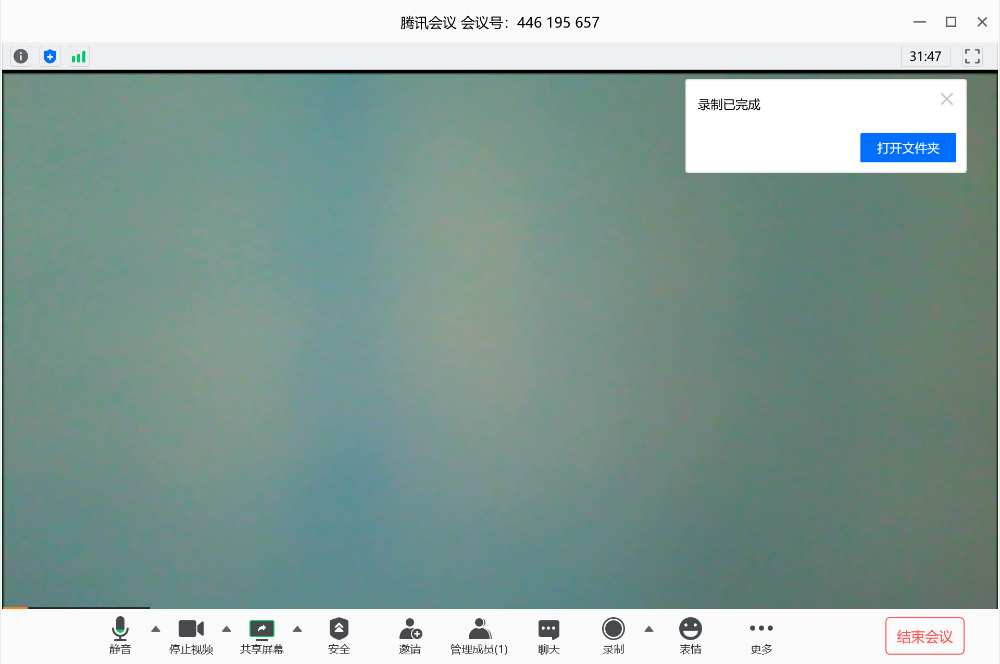 腾讯会议 会议号：446 195 657
31:47
录制已完成
打开文件夹
静音
停止视频
共享屏幕
安全
邀请
管理成员(1)
聊天
录制
表情
更多
结束会议